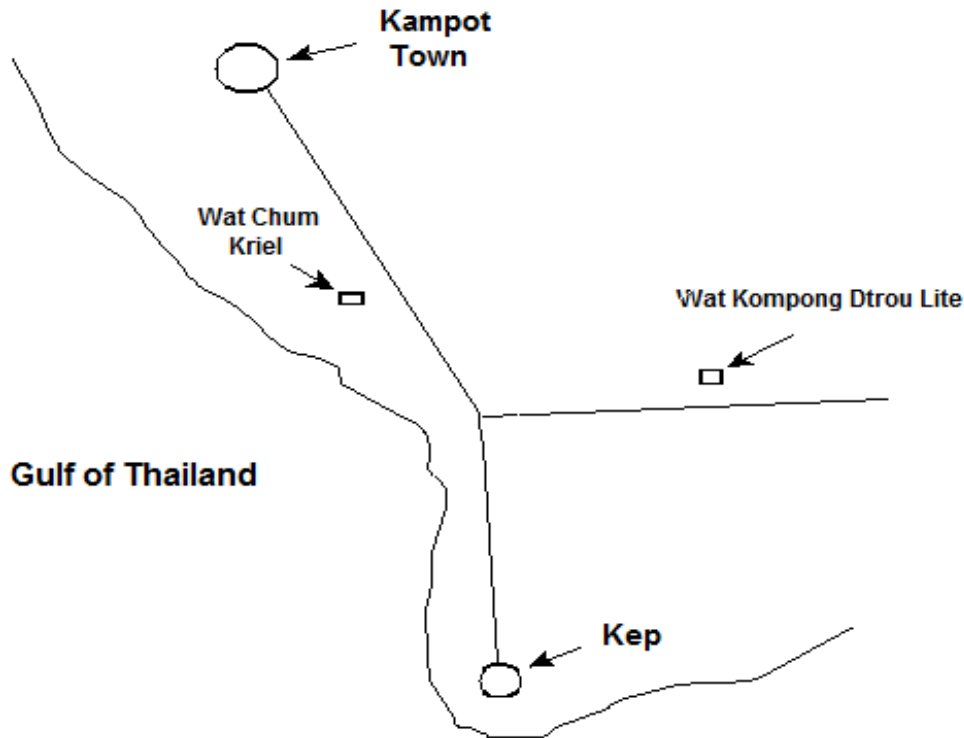 Kampot
Town
Wat Chum
Kriel
Wat Kompong Dtrou Lite
Gulf of Thailand
Kep